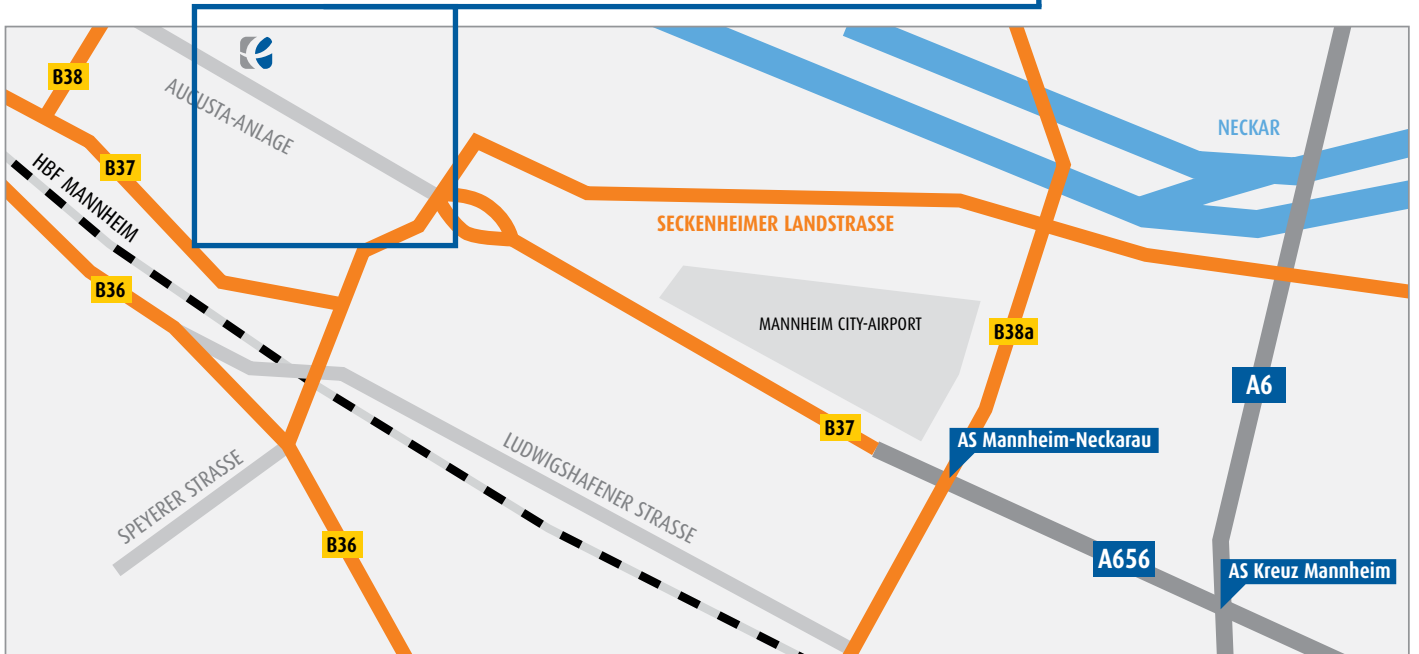 B38
AUGUSTA-ANLAGE
NECKAR
HBF MANNHEIM
B37
SECKENHEIMER LANDSTRASSE
B36
MANNHEIM CITY-AIRPORT
B38a
A6
B37
AS Mannheim-Neckarau
LUDWIGSHAFENER STRASSE
SPEYERER STRASSE
B36
A656
AS Kreuz Mannheim